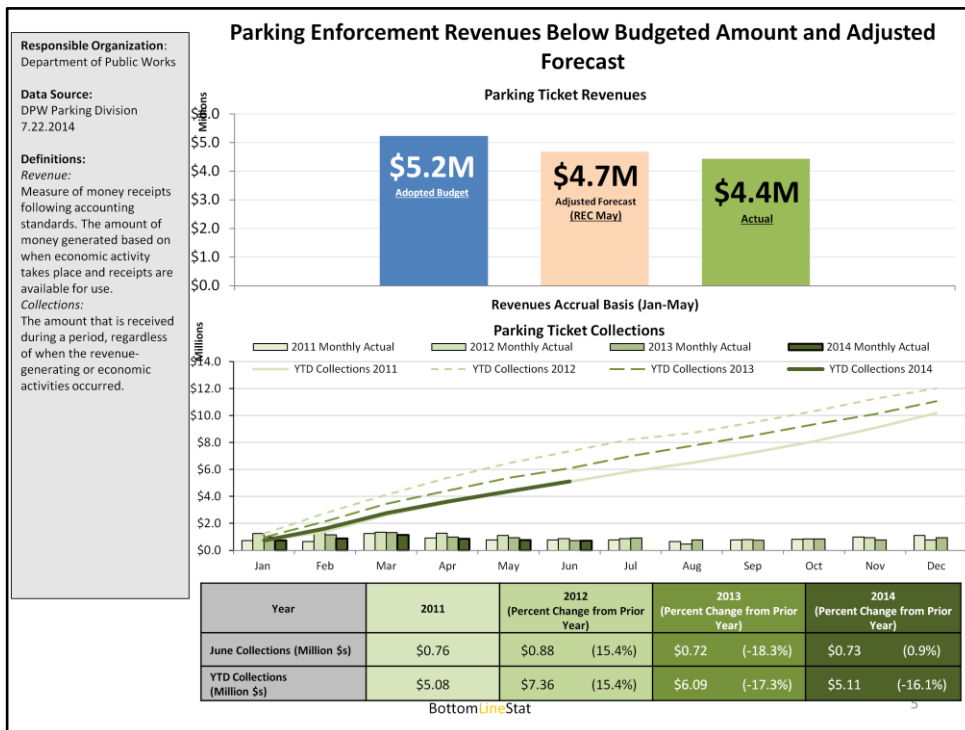 Parking Enforcement Revenues Below Budgeted Amount and Adjusted
Forecast
Responsible Organization:
Department of Public Works
Data Source:
DPW Parking Division
7.22.2014
Definitions:
Revenue:
Measure of money receipts
following accounting
standards. The amount of
money generated based on
when economic activity
takes place and receipts are
available for use.
Collections:
The amount that is received
during a period, regardless
of when the revenue-
generating or economic
activities occurred.
Parking Ticket Revenues
Millions
$6.0
$5.0
$4.0
$3.0
$2.0
$1.0
$0.0
$5.2M
Adopted Budget
$4.7M
Adjusted Forecast
(REC May)
$4.4M
Actual
Revenues Accrual Basis (Jan-May)
Parking Ticket Collections
Millions
2011 Monthly Actual 2012 Monthly Actual 2013 Monthly Actual 2014 Monthly Actual
YTD Collections 2011 YTD Collections 2012 YTD Collections 2013 YTD Collections 2014
$14.0
$12.0
$10.0
$8.0
$6.0
$4.0
$2.0
$0.0
Jan Feb Mar Apr May Jun Jul Aug Sep Oct Nov Dec
Year 2011 2012 (Percent Change from Prior Year) 2013 (Percent Change from Prior Year) 2014 (Percent Change from Prior Year)
June Collections (Million $s) $0.76 $0.88 (15.4%) $0.72 (-18.3%) $0.73 (0.9%)
YTD Collections (Million $s) $5.08 $7.36 (15.4%) $6.09 (-17.3%) $5.11 (-16.1%)
BottomLineStat
5